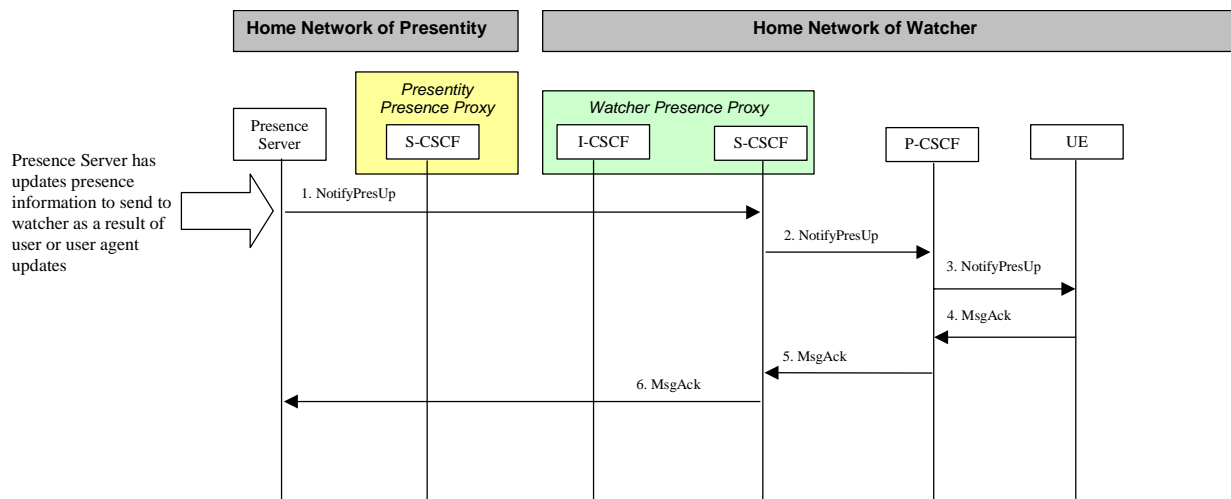 Home Network of Presentity
Home Network of Watcher
Presentity
Presence Proxy
Watcher Presence Proxy
Presence
Server
S-CSCF
I-CSCF
S-CSCF
P-CSCF
UE
Presence Server has
updates presence
information to send to
watcher as a result of
user or user agent
updates
1. NotifyPresUp
2. NotifyPresUp
3. NotifyPresUp
4. MsgAck
5. MsgAck
6. MsgAck